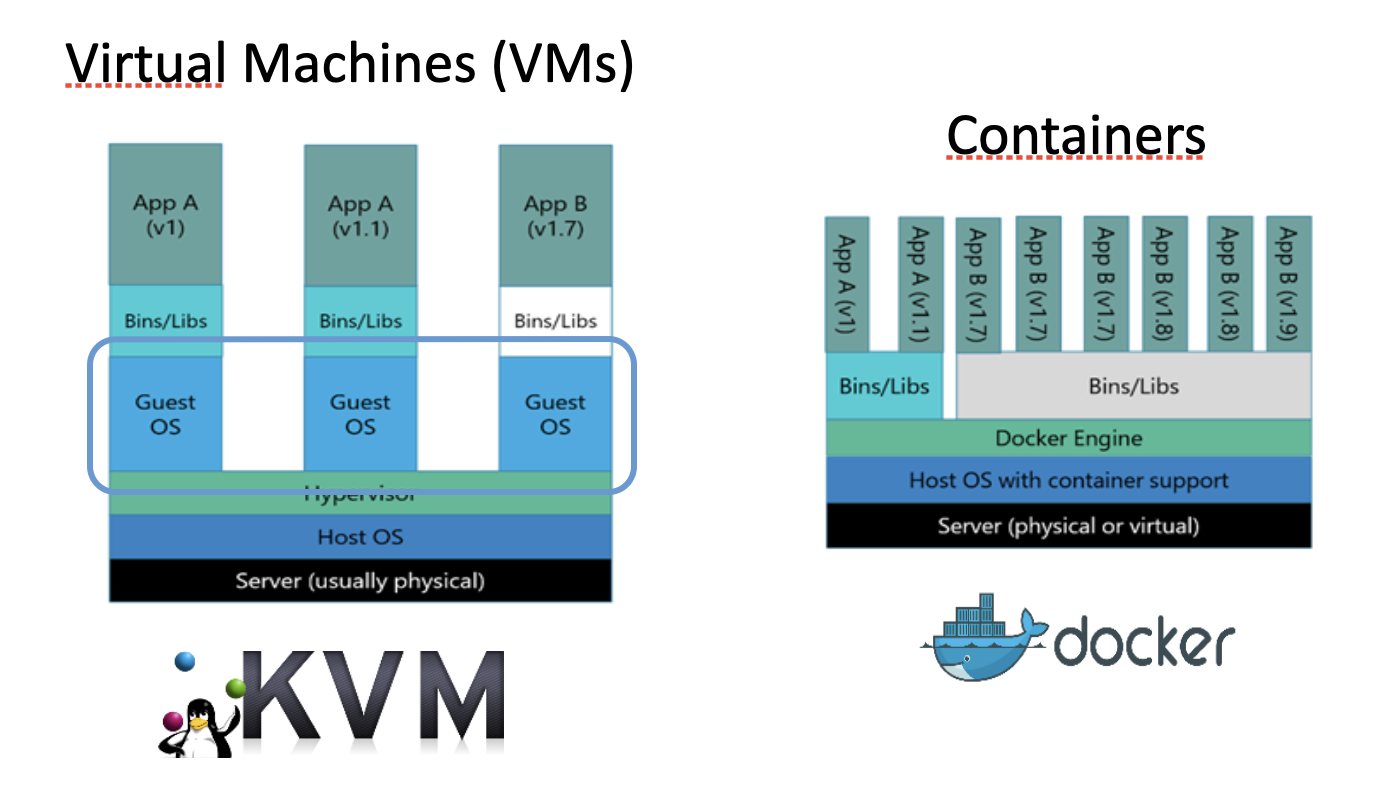 Virtual Machines (VMs)
Containers
App A
(v1)
App A
(v1.1)
App B
(v1.7)
Bins/Libs
Bins/Libs
Bins/Libs
Guest
OS
Guest
OS
Guest
OS
Hypervisor
Host OS
Server (usually physical)
KVM
App A (v1)
App A (v1.1)
App B (v1.7)
App B (v1.7)
App B (v1.7)
App B (v1.8)
App B (v1.8)
App B (v1.9)
Bins/Libs
Bins/Libs
Docker Engine
Host OS with container support
Server (physical or virtual)
docker